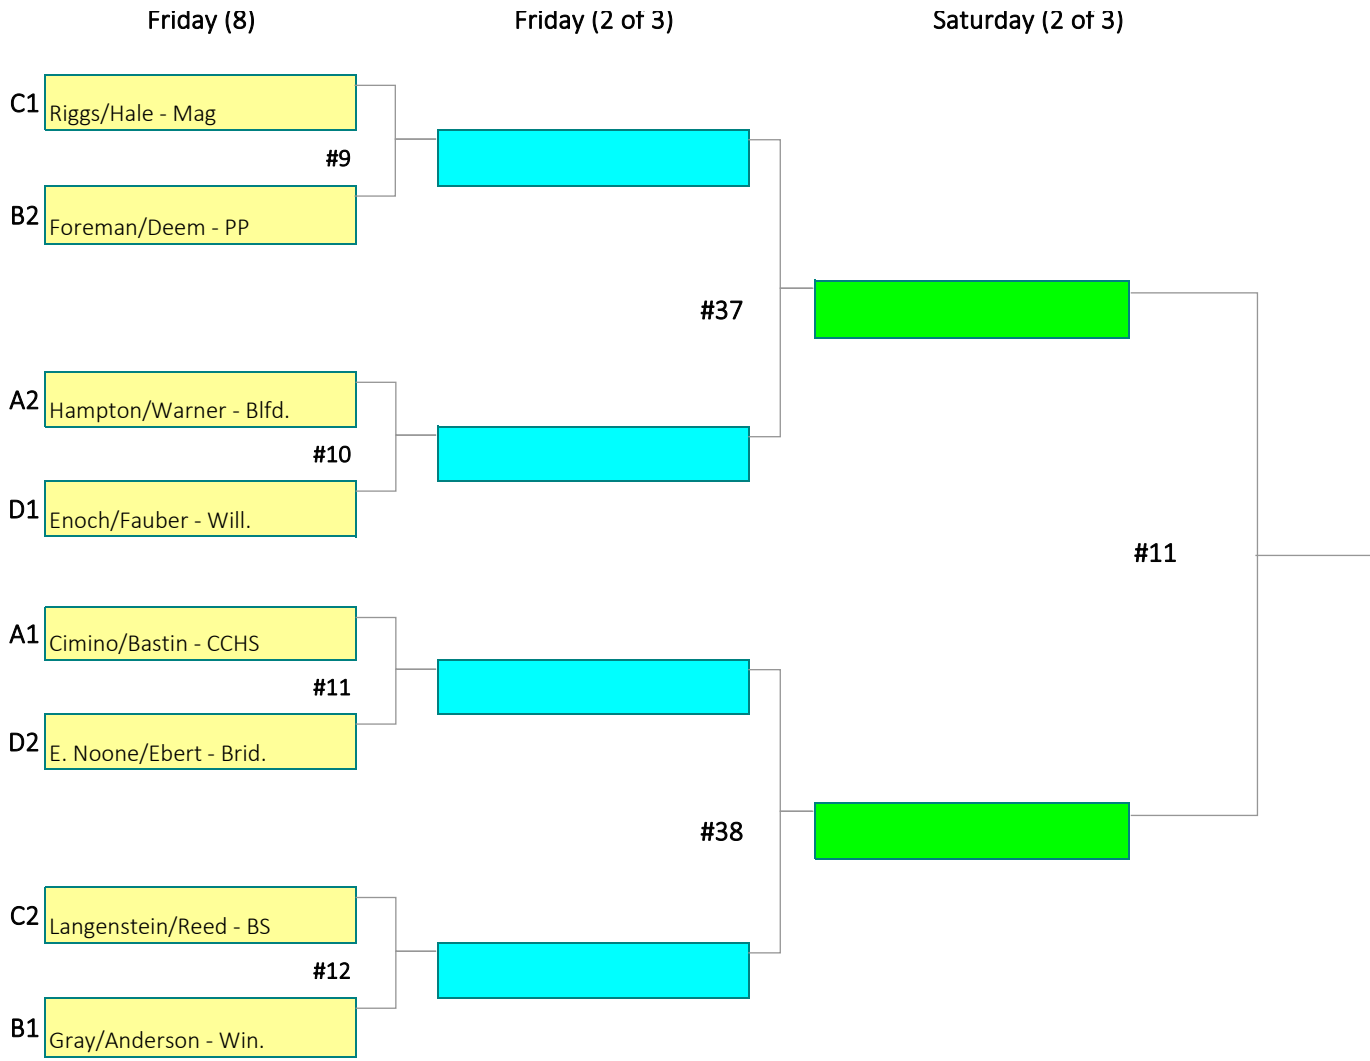 Friday (8)
Friday (2 of 3)
Saturday (2 of 3)
C1
Riggs/Hale - Mag
#9
B2
Foreman/Deem - PP
#37
A2
Hampton/Warner - Blfd.
#10
D1
Enoch/Fauber - Will.
#11
A1
Cimino/Bastin - CCHS
#11
D2
E. Noone/Ebert - Brid.
#38
C2
Langenstein/Reed - BS
#12
B1
Gray/Anderson - Win.